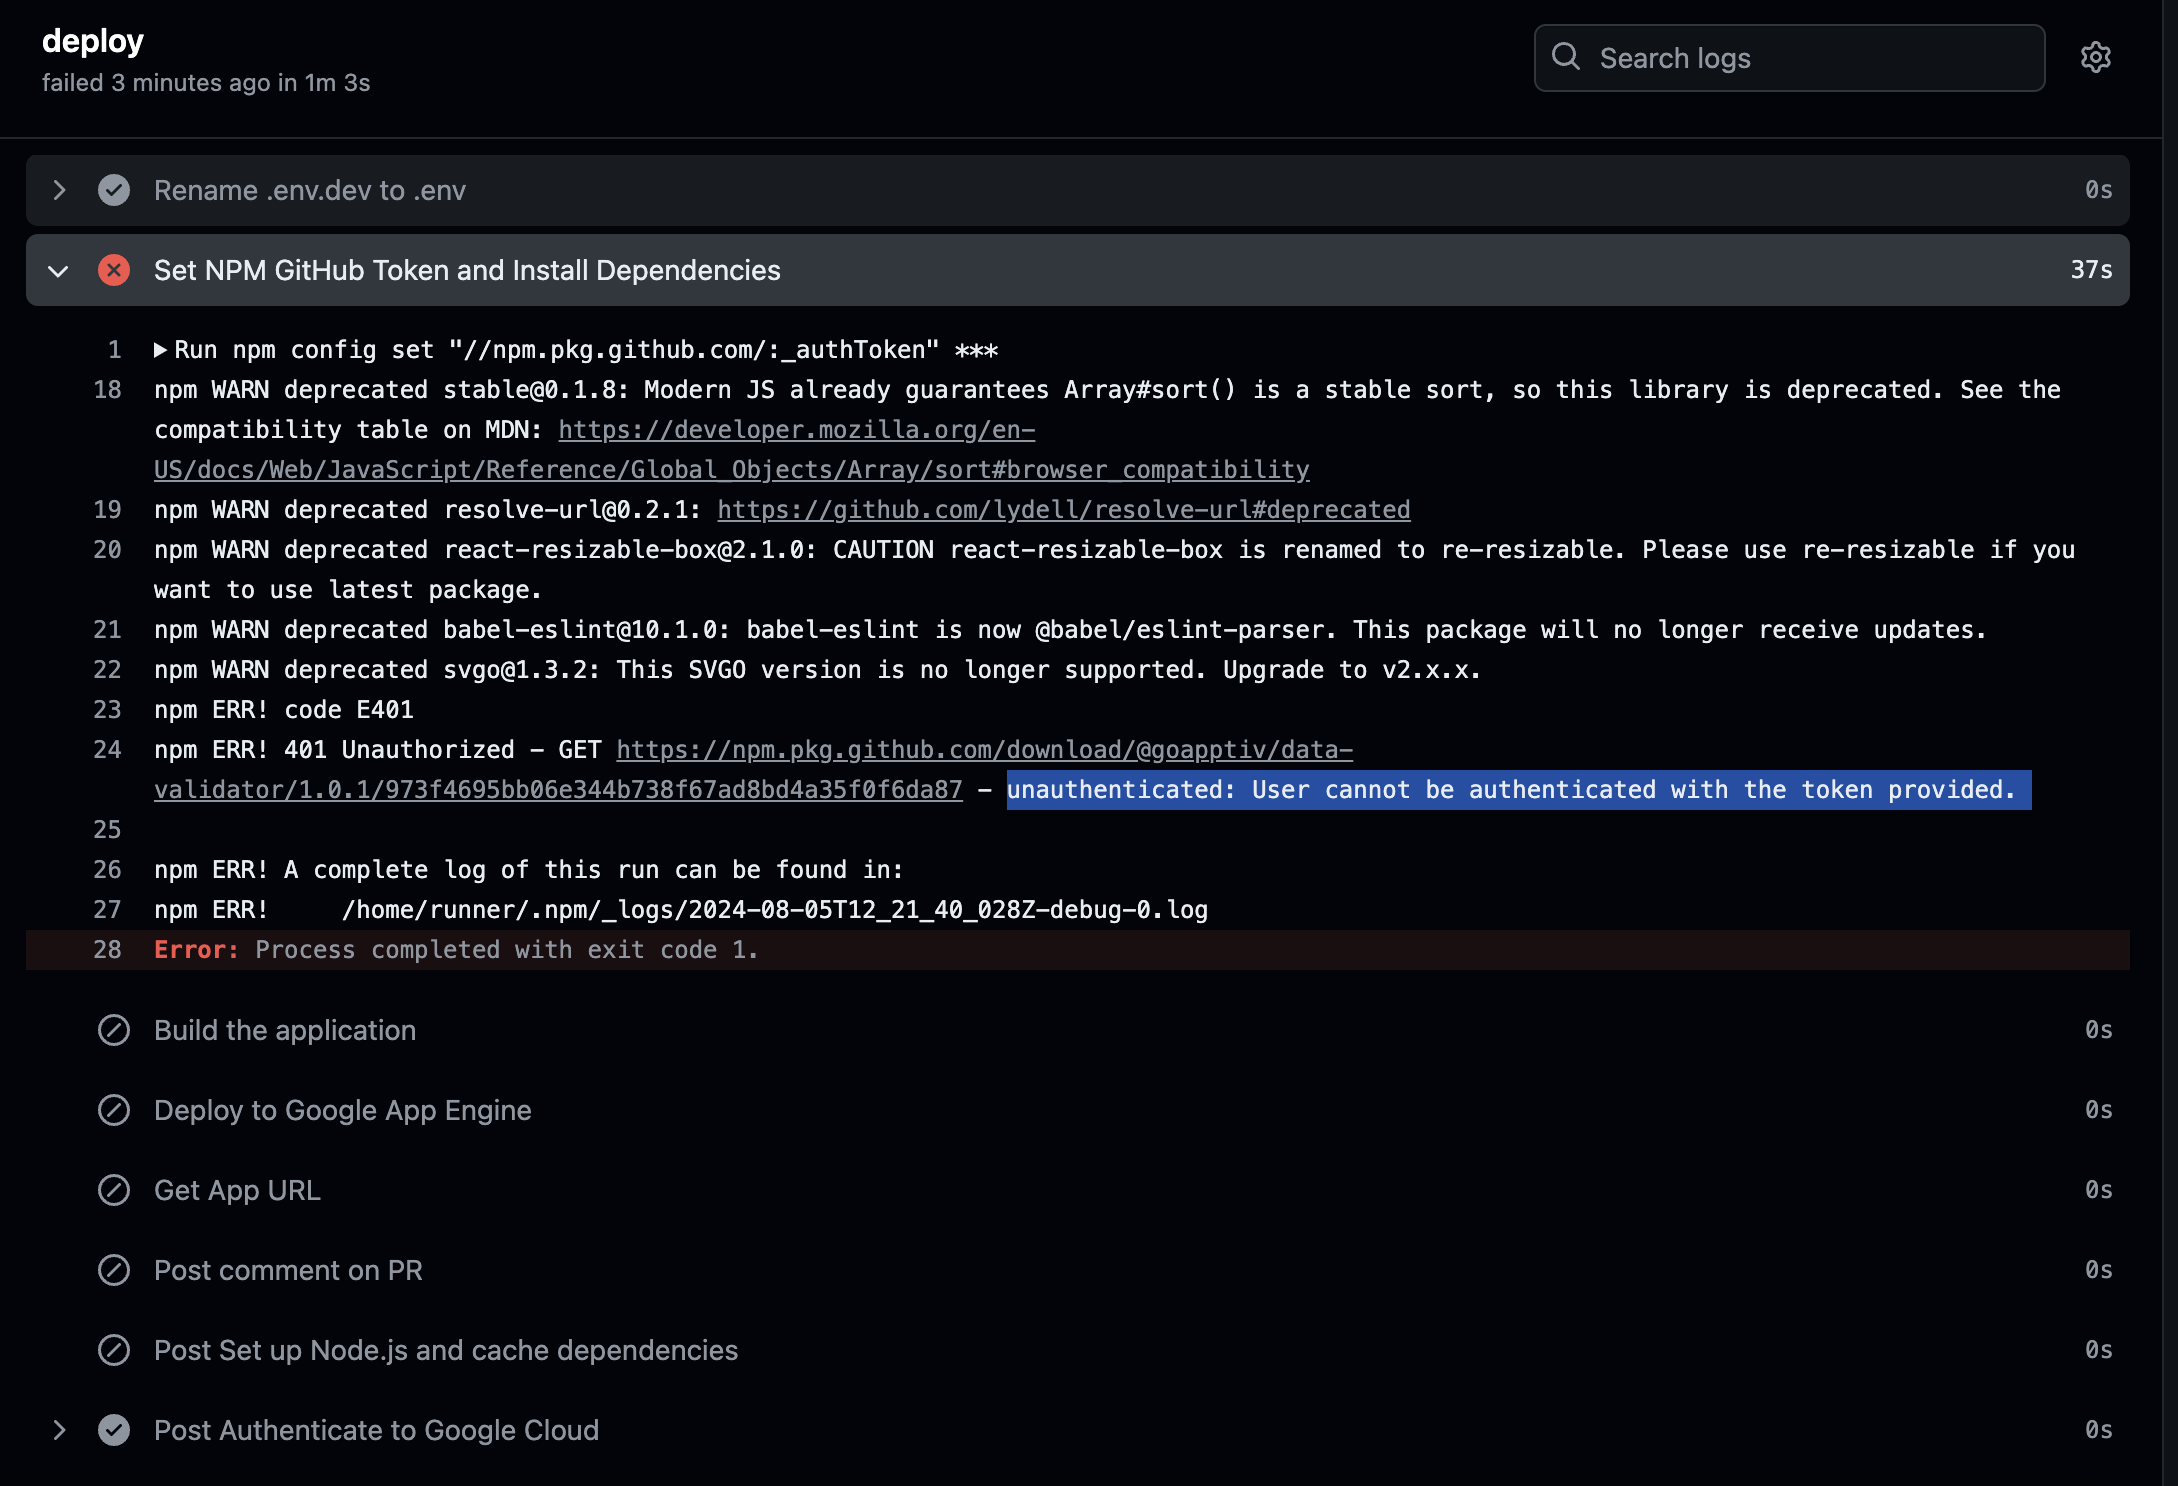 deploy
failed 3 minutes ago in 1m 3s
Search logs
Rename .env.dev to .env 0s
Set NPM GitHub Token and Install Dependencies 37s
1 Run npm config set "//npm.pkg.github.com/:_authToken" ***
18 npm WARN deprecated stable@0.1.8: Modern JS already guarantees Array#sort() is a stable sort, so this library is deprecated. See the
compatibility table on MDN: https://developer.mozilla.org/en-
US/docs/Web/JavaScript/Reference/Global_Objects/Array/sort#browser_compatibility
19 npm WARN deprecated resolve-url@0.2.1: https://github.com/lydell/resolve-url#deprecated
20 npm WARN deprecated react-resizable-box@2.1.0: CAUTION react-resizable-box is renamed to re-resizable. Please use re-resizable if you
want to use latest package.
21 npm WARN deprecated babel-eslint@10.1.0: babel-eslint is now @babel/eslint-parser. This package will no longer receive updates.
22 npm WARN deprecated svgo@1.3.2: This SVGO version is no longer supported. Upgrade to v2.x.x.
23 npm ERR! code E401
24 npm ERR! 401 Unauthorized - GET https://npm.pkg.github.com/download/@goapptiv/data-
validator/1.0.1/973f4695bb06e344b738f67ad8bd4a35f0f6da87 - unauthenticated: User cannot be authenticated with the token provided.
25
26 npm ERR! A complete log of this run can be found in:
27 npm ERR!     /home/runner/.npm/_logs/2024-08-05T12_21_40_028Z-debug-0.log
28 Error: Process completed with exit code 1.
Build the application 0s
Deploy to Google App Engine 0s
Get App URL 0s
Post comment on PR 0s
Post Set up Node.js and cache dependencies 0s
Post Authenticate to Google Cloud 0s